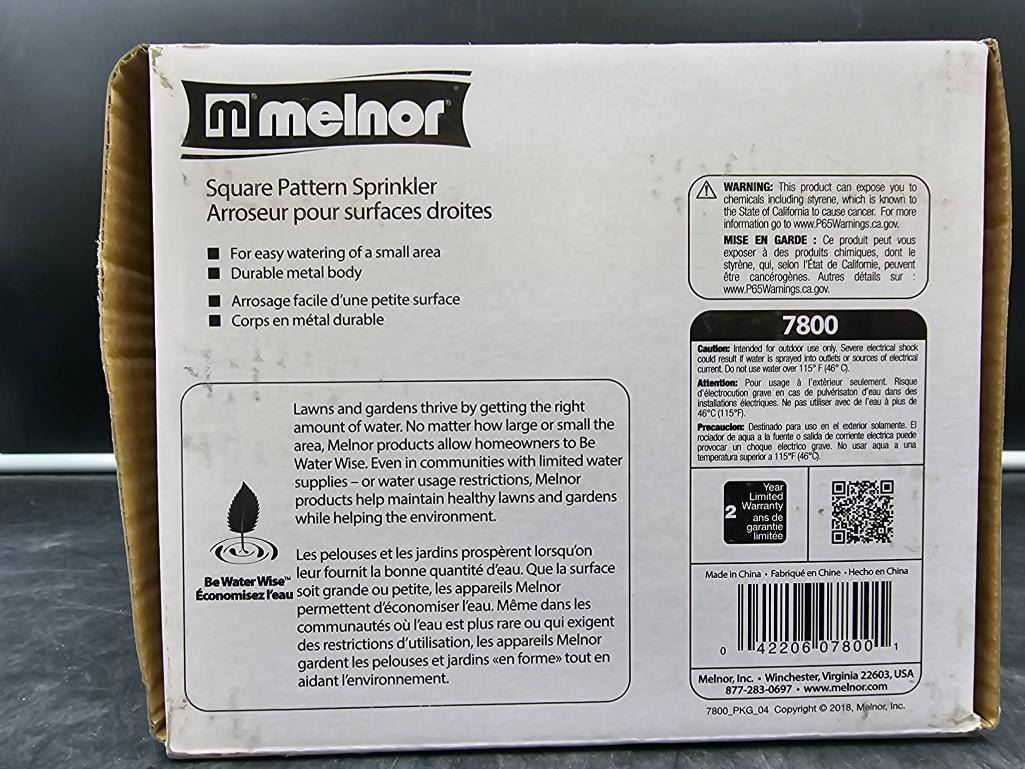 m® melnor®
Square Pattern Sprinkler
Arroseur pour surfaces droites
■ For easy watering of a small area
■ Durable metal body
■ Arrosage facile d'une petite surface
■ Corps en métal durable
Lawns and gardens thrive by getting the right
amount of water. No matter how large or small the
area, Melnor products allow homeowners to Be
Water Wise. Even in communities with limited water
supplies – or water usage restrictions, Melnor
products help maintain healthy lawns and gardens
while helping the environment.
Be Water Wise™
Économisez l'eau
Les pelouses et les jardins prospèrent lorsqu'on
leur fournit la bonne quantité d'eau. Que la surface
soit grande ou petite, les appareils Melnor
permettent d'économiser l'eau. Même dans les
communautés où l'eau est plus rare ou qui exigent
des restrictions d'utilisation, les appareils Melnor
gardent les pelouses et jardins «en forme» tout en
aidant l'environnement.
WARNING: This product can expose you to
chemicals including styrene, which is known to
the State of California to cause cancer. For more
information go to www.P65Warnings.ca.gov.
MISE EN GARDE : Ce produit peut vous
exposer à des produits chimiques, dont le
styrène, qui, selon l'État de Californie, peuvent
être cancérogènes. Autres détails sur :
www.P65Warnings.ca.gov.
7800
Caution: Intended for outdoor use only. Severe electrical shock
could result if water is sprayed into outlets or sources of electrical
current. Do not use water over 115° F (46° C).
Attention: Pour usage à l'extérieur seulement. Risque
d'électrocution grave en cas de pulvérisaton d'eau dans des
installations électriques. Ne pas utiliser avec de l'eau à plus de
46°C (115°F).
Precaucion: Destinado para uso en el exterior solamente. El
rociador de aqua a la fuente o salida de corriente electrica puede
provocar un choque electrico grave. No usar aqua a una
temperatura superior a 115°F (46°C).
2 Year
Limited
Warranty
ans de
garantie
limitée
Made in China • Fabriqué en Chine • Hecho en China
0 42206 07800 1
Melnor, Inc. • Winchester, Virginia 22603, USA
877-283-0697 • www.melnor.com
7800_PKG_04 Copyright © 2018, Melnor, Inc.